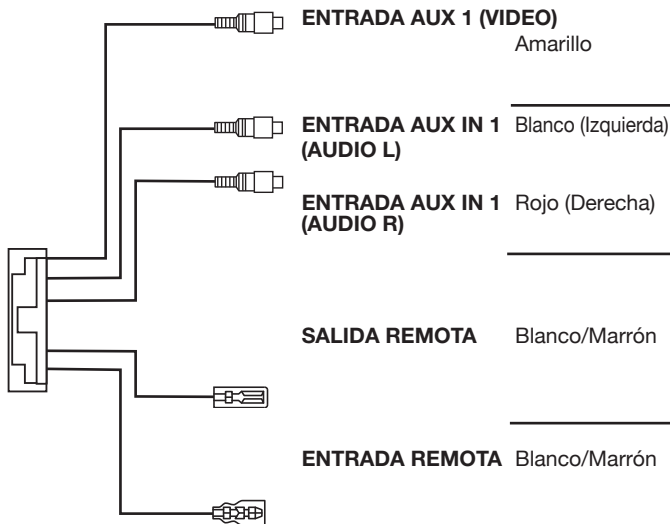 ENTRADA AUX 1 (VIDEO)
Amarillo
ENTRADA AUX IN 1 Blanco (Izquierda)
(AUDIO L)
ENTRADA AUX IN 1 Rojo (Derecha)
(AUDIO R)
SALIDA REMOTA Blanco/Marrón
ENTRADA REMOTA Blanco/Marrón